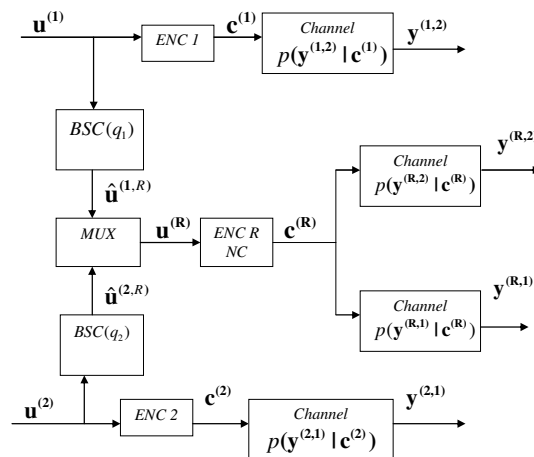 u^(1)
ENC 1
c^(1)
Channel
p(y^(1,2) | c^(1))
y^(1,2)
BSC(q₁)
û^(1,R)
MUX
u^(R)
ENC R
NC
c^(R)
Channel
p(y^(R,2) | c^(R))
y^(R,2)
Channel
p(y^(R,1) | c^(R))
y^(R,1)
û^(2,R)
BSC(q₂)
u^(2)
ENC 2
c^(2)
Channel
p(y^(2,1) | c^(2))
y^(2,1)